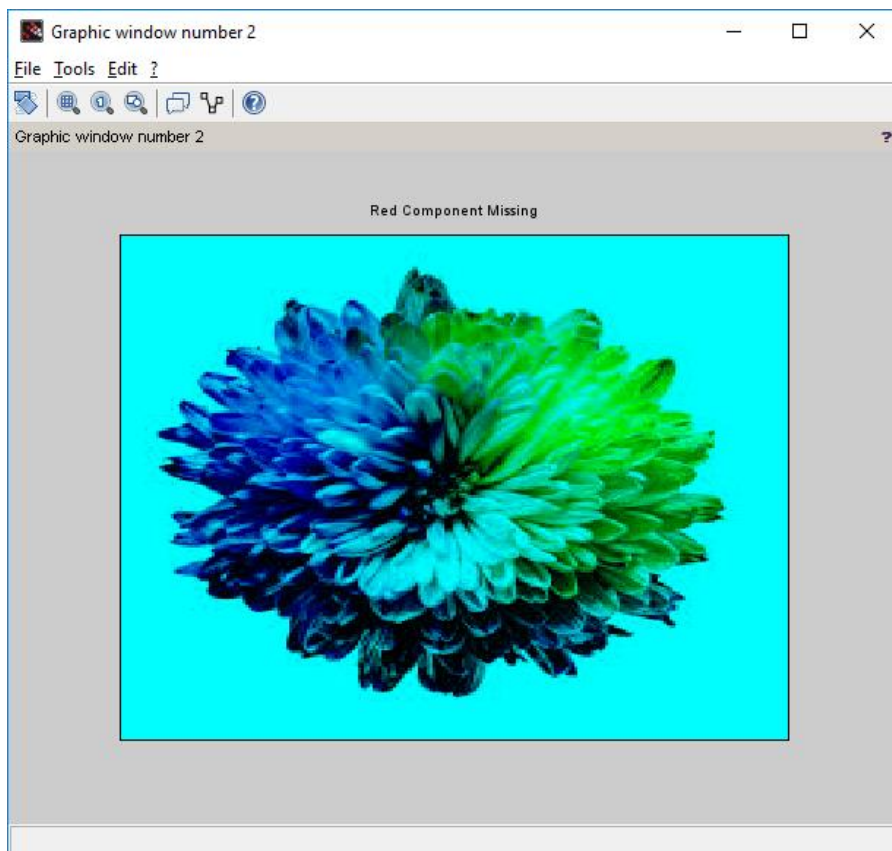 Graphic window number 2
File Tools Edit ?
Graphic window number 2
?
Red Component Missing